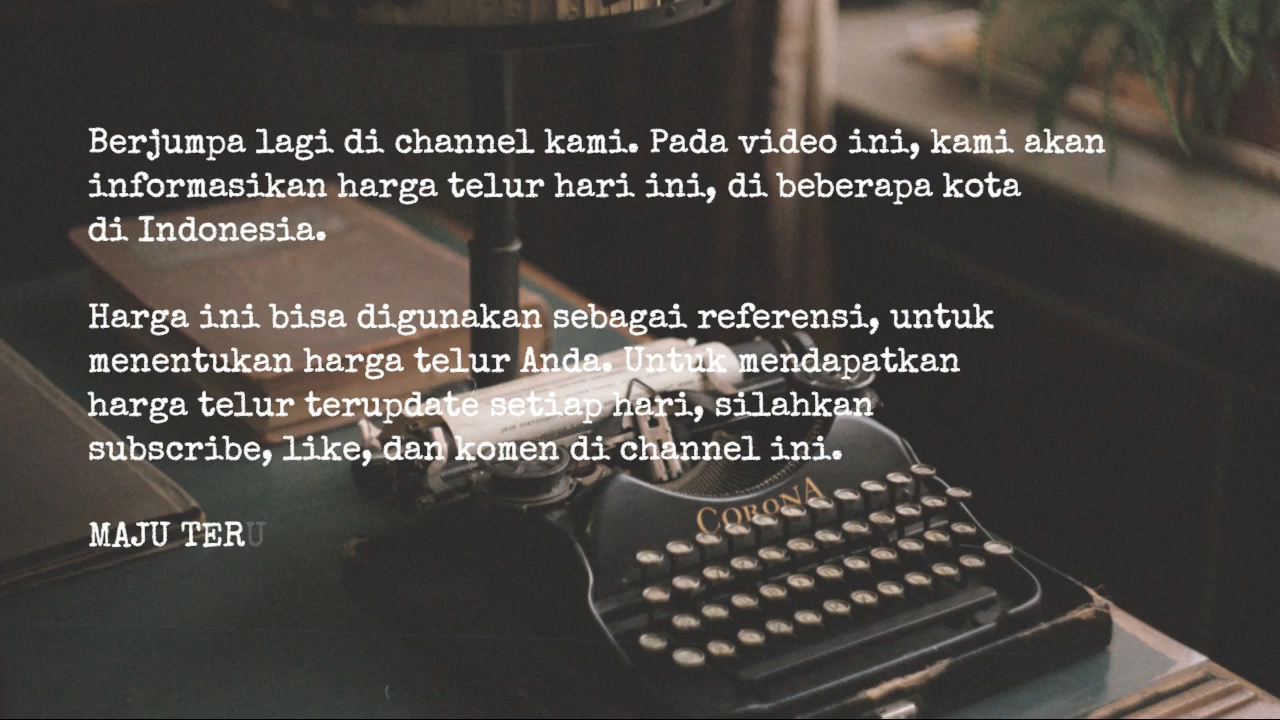 Berjumpa lagi di channel kami. Pada video ini, kami akan
informasikan harga telur hari ini, di beberapa kota
di Indonesia.
Harga ini bisa digunakan sebagai referensi, untuk
menentukan harga telur Anda. Untuk mendapatkan
harga telur terupdate setiap hari, silahkan
subscribe, like, dan komen di channel ini.
MAJU TERU
CORONA